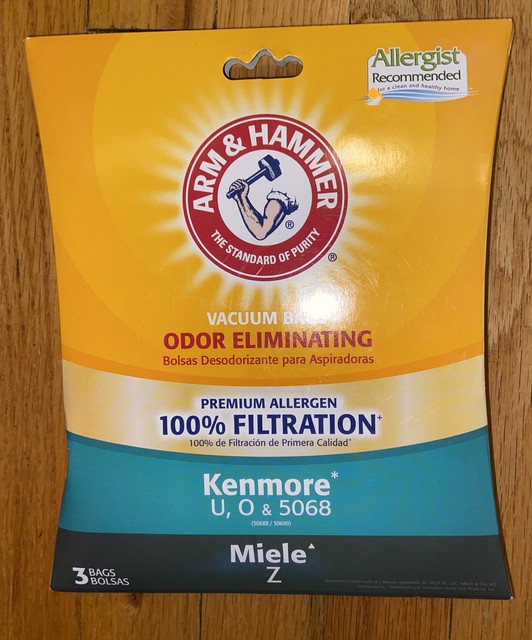 Allergist
Recommended
for a clean and healthy home
ARM & HAMMER
®
THE STANDARD OF PURITY
®
VACUUM
ODOR ELIMINATING
Bolsas Desodorizante para Aspiradoras
PREMIUM ALLERGEN
100% FILTRATION+
100% de Filtración de Primera Calidad+
Kenmore*
U, O & 5068
(50688 / 50690)
Miele▲
Z
3 BAGS
BOLSAS